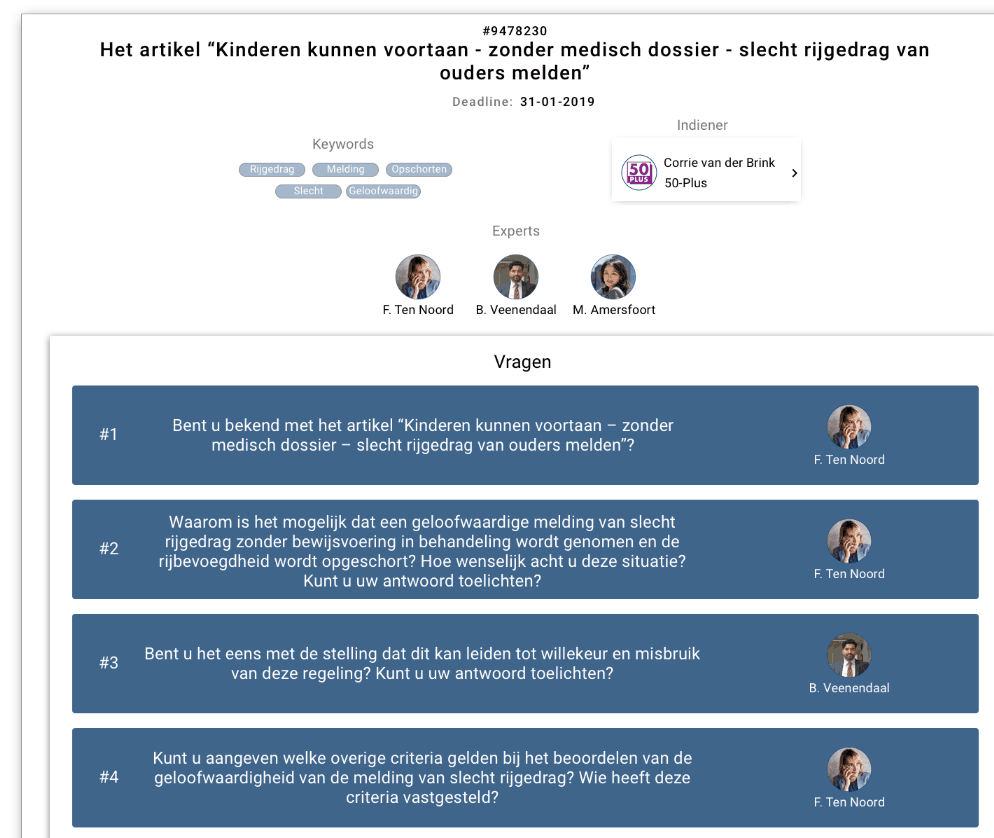 #9478230
Het artikel “Kinderen kunnen voortaan - zonder medisch dossier - slecht rijgedrag van
ouders melden”
Deadline: 31-01-2019
Keywords
Rijgedrag Melding Opschorten
Slecht Geloofwaardig
Indiener
50
PLUS
Corrie van der Brink
50-Plus
Experts
F. Ten Noord B. Veenendaal M. Amersfoort
Vragen
#1
Bent u bekend met het artikel “Kinderen kunnen voortaan – zonder
medisch dossier – slecht rijgedrag van ouders melden”?
F. Ten Noord
#2
Waarom is het mogelijk dat een geloofwaardige melding van slecht
rijgedrag zonder bewijsvoering in behandeling wordt genomen en de
rijbevoegdheid wordt opgeschort? Hoe wenselijk acht u deze situatie?
Kunt u uw antwoord toelichten?
F. Ten Noord
#3
Bent u het eens met de stelling dat dit kan leiden tot willekeur en misbruik
van deze regeling? Kunt u uw antwoord toelichten?
B. Veenendaal
#4
Kunt u aangeven welke overige criteria gelden bij het beoordelen van de
geloofwaardigheid van de melding van slecht rijgedrag? Wie heeft deze
criteria vastgesteld?
F. Ten Noord